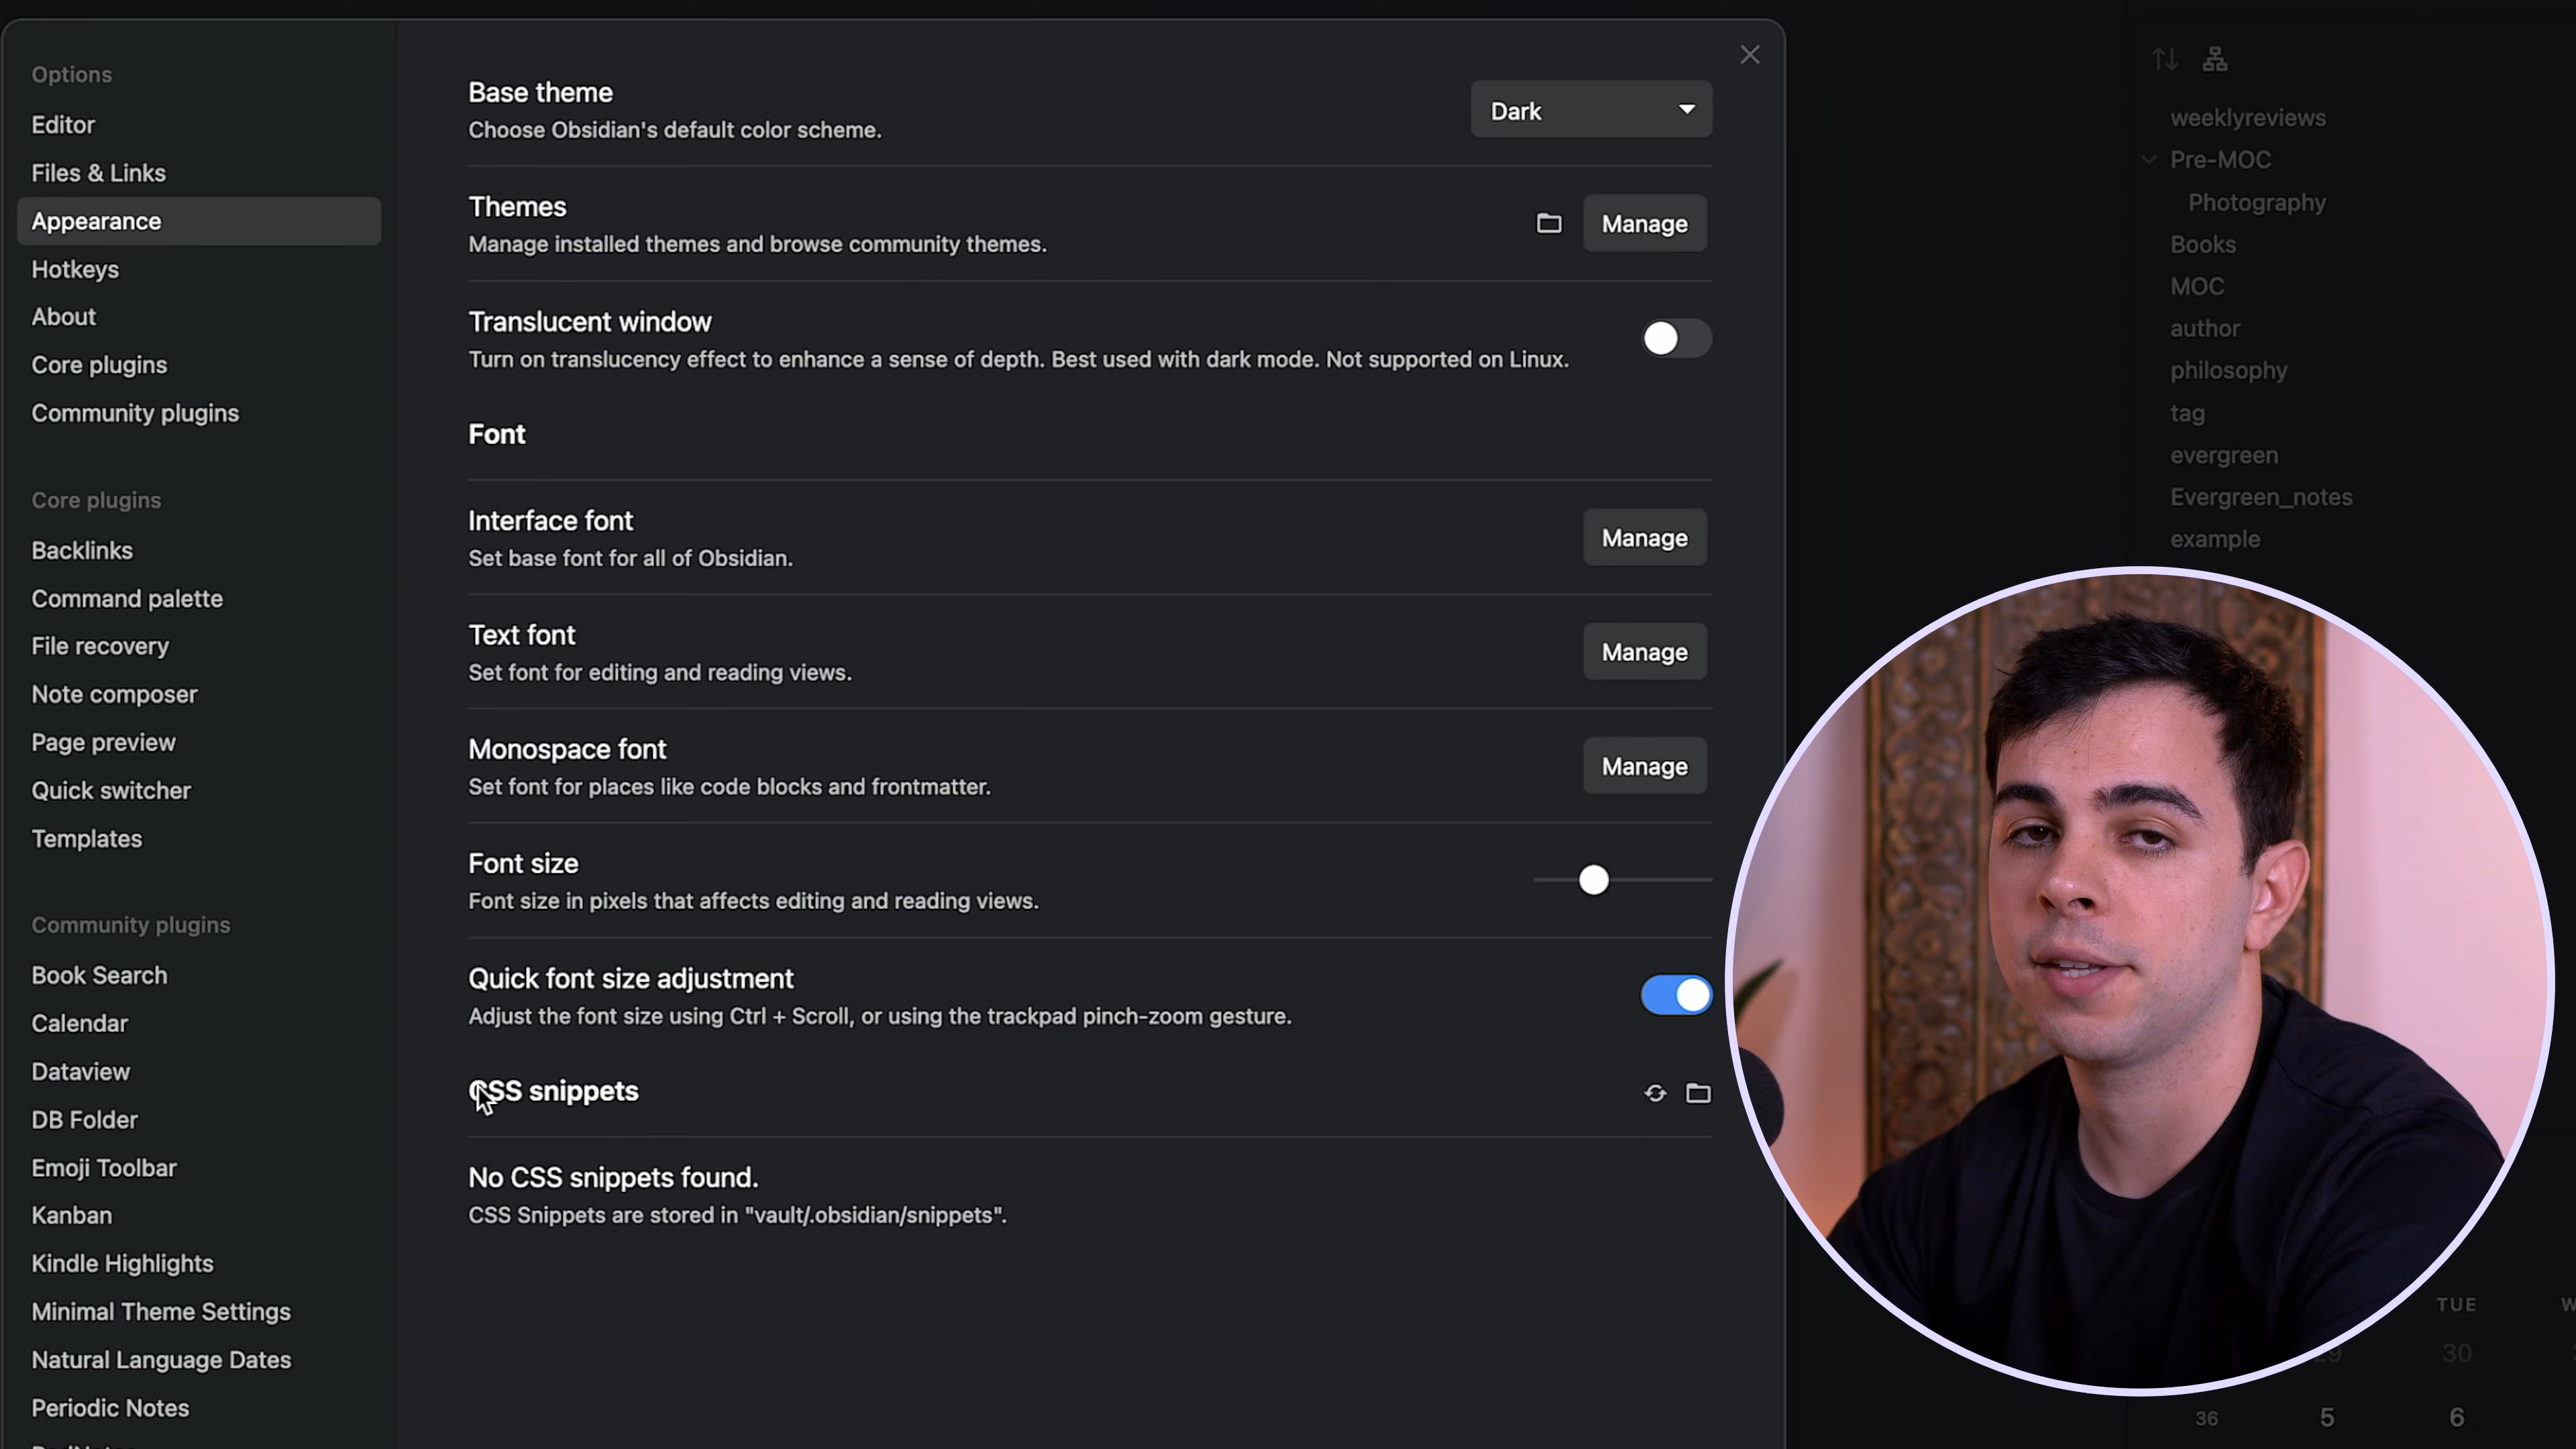 Options
Editor
Files & Links
Appearance
Hotkeys
About
Core plugins
Community plugins
Core plugins
Backlinks
Command palette
File recovery
Note composer
Page preview
Quick switcher
Templates
Community plugins
Book Search
Calendar
Dataview
DB Folder
Emoji Toolbar
Kanban
Kindle Highlights
Minimal Theme Settings
Natural Language Dates
Periodic Notes
Base theme
Choose Obsidian's default color scheme.
Dark
Themes
Manage installed themes and browse community themes.
Manage
Translucent window
Turn on translucency effect to enhance a sense of depth. Best used with dark mode. Not supported on Linux.
Font
Interface font
Set base font for all of Obsidian.
Manage
Text font
Set font for editing and reading views.
Manage
Monospace font
Set font for places like code blocks and frontmatter.
Manage
Font size
Font size in pixels that affects editing and reading views.
Quick font size adjustment
Adjust the font size using Ctrl + Scroll, or using the trackpad pinch-zoom gesture.
CSS snippets
No CSS snippets found.
CSS Snippets are stored in "vault/.obsidian/snippets".
weeklyreviews
Pre-MOC
Photography
Books
MOC
author
philosophy
tag
evergreen
Evergreen_notes
example
TUE
29 30
36 5 6